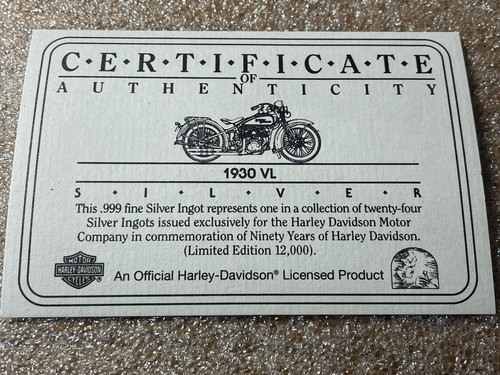 C·E·R·T·I·F·I·C·A·T·E
OF
AUTHENTICITY
1930 VL
S·I·L·V·E·R
This .999 fine Silver Ingot represents one in a collection of twenty-four
Silver Ingots issued exclusively for the Harley Davidson Motor
Company in commemoration of Ninety Years of Harley Davidson.
(Limited Edition 12,000).
MOTOR
HARLEY-DAVIDSON
CYCLES
An Official Harley-Davidson® Licensed Product